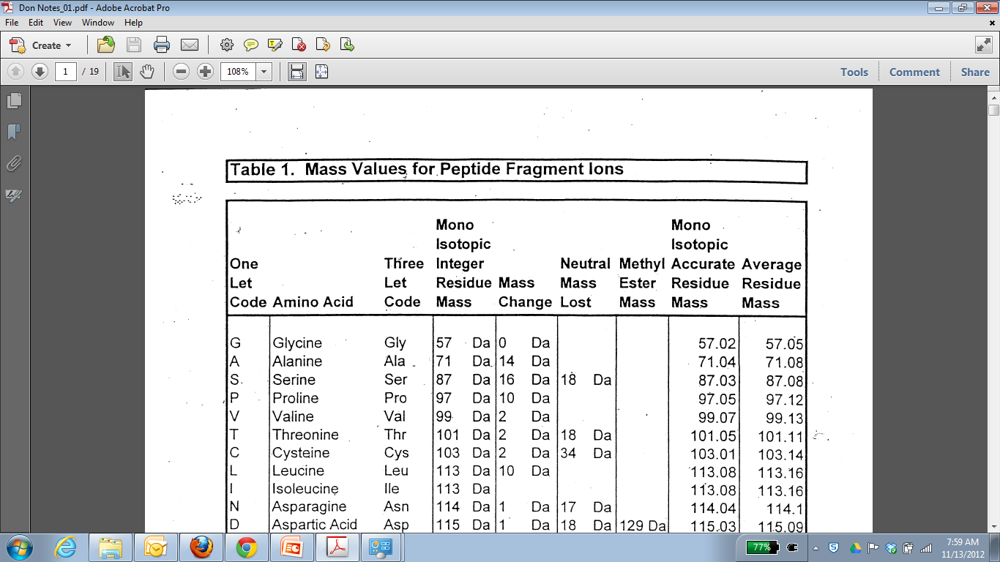 Don Notes_01.pdf - Adobe Acrobat Pro
File Edit View Window Help
Create
1 / 19 108% Tools Comment Share
Table 1. Mass Values for Peptide Fragment Ions
Mono Mono
Isotopic Isotopic
One Three Integer Neutral Methyl Accurate Average
Let Let Residue Mass Mass Ester Residue Residue
Code Amino Acid Code Mass Change Lost Mass Mass Mass
G Glycine Gly 57 Da 0 Da 57.02 57.05
A Alanine Ala 71 Da 14 Da 71.04 71.08
S Serine Ser 87 Da 16 Da 18 Da 87.03 87.08
P Proline Pro 97 Da 10 Da 97.05 97.12
V Valine Val 99 Da 2 Da 99.07 99.13
T Threonine Thr 101 Da 2 Da 18 Da 101.05 101.11
C Cysteine Cys 103 Da 2 Da 34 Da 103.01 103.14
L Leucine Leu 113 Da 10 Da 113.08 113.16
I Isoleucine Ile 113 Da 113.08 113.16
N Asparagine Asn 114 Da 1 Da 17 Da 114.04 114.1
D Aspartic Acid Asp 115 Da 1 Da 18 Da 129 Da 115.03 115.09
77% 7:59 AM
11/13/2012